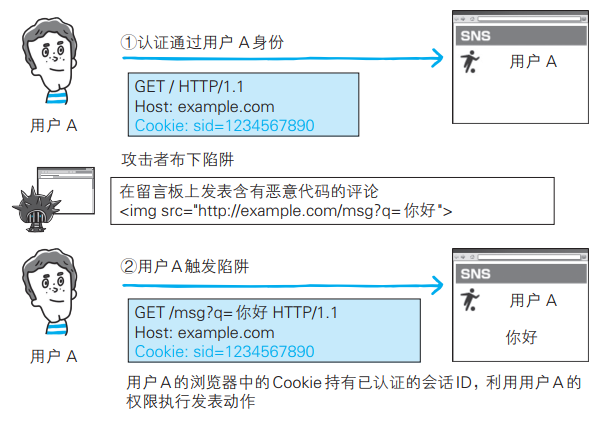 ①认证通过用户 A 身份
SNS
用户 A
GET / HTTP/1.1
Host: example.com
Cookie: sid=1234567890
用户 A
攻击者布下陷阱
在留言板上发表含有恶意代码的评论
<img src="http://example.com/msg?q= 你好 ">
②用户 A 触发陷阱
SNS
用户 A
你好
GET /msg?q= 你好 HTTP/1.1
Host: example.com
Cookie: sid=1234567890
用户 A
用户 A 的浏览器中的 Cookie 持有已认证的会话 ID，利用用户 A 的
权限执行发表动作